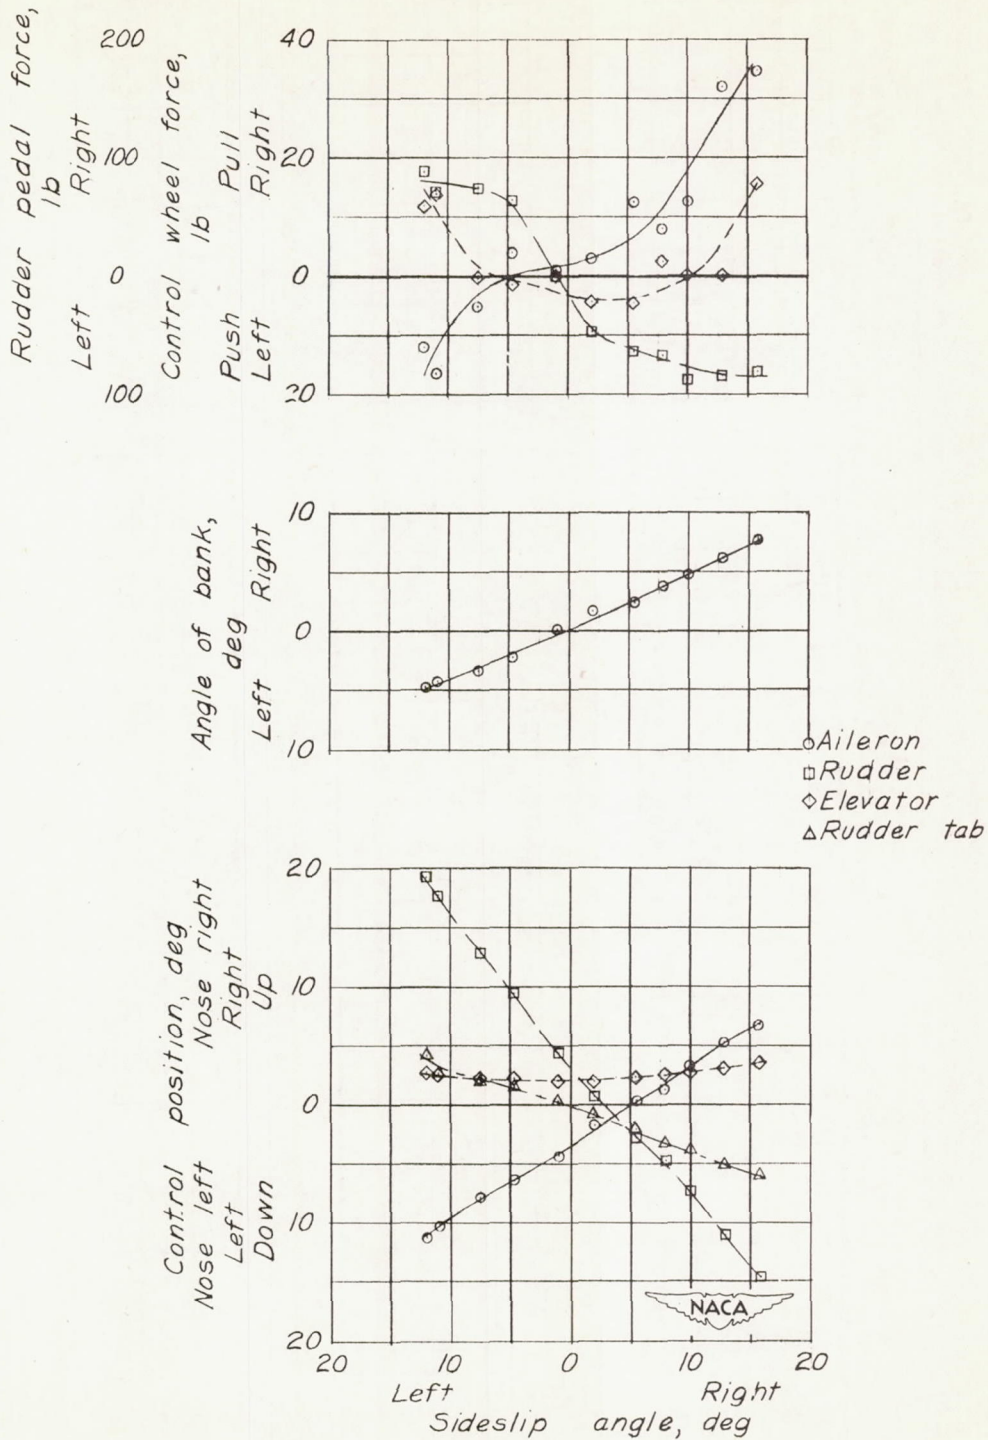 Rudder pedal force,
lb
Left Right
200
100
0
100
Control wheel force,
lb
Push Pull
Left Right
40
20
0
20
Angle of bank,
deg
Left Right
10
0
10
Aileron
Rudder
Elevator
Rudder tab
Control position, deg
Nose left Nose right
Left Right
Down Up
20
10
0
10
20
NACA
20 10 0 10 20
Left Right
Sideslip angle, deg